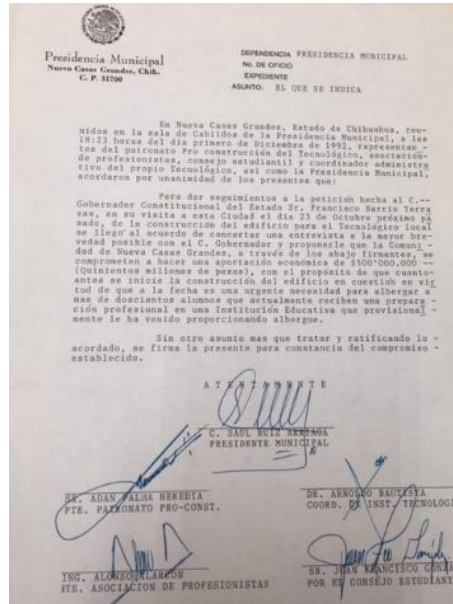 Presidencia Municipal
Nuevo Casas Grandes, Chih.
C. P. 31700
DEPENDENCIA PRESIDENCIA MUNICIPAL
No. DE OFICIO
EXPEDIENTE
ASUNTO: EL QUE SE INDICA
En Nueva Casas Grandes, Estado de Chihuahua, reu-
nidos en la sala de Cabildos de la Presidencia Municipal, a las
18:23 horas del día primero de Diciembre de 1992, representan_
tes del patronato Pro construcción del Tecnológico, asociación-
de profesionistas, consejo estudiantil y coordinador administra_
tivo del propio Tecnológico, así como la Presidencia Municipal,
acordaron por unanimidad de los presentes que:
Para dar seguimientos a la petición hecha al C.--
Gobernador Constitucional del Estado Sr. Francisco Barrio Terra
zas, en su visita a esta Ciudad el día 23 de Octubre próximo pa
sado, de la construcción del edificio para el Tecnológico local
se llegó al acuerdo de concertar una entrevista a la mayor bre-
vedad posible con el C. Gobernador y proponerle que la Comuni_
dad de Nueva Casas Grandes, a través de los abajo firmantes, se
comprometen a hacer una aportación económica de $500'000,000 --
(Quinientos millones de pesos), con el propósito de que cuanto-
antes se inicie la construcción del edificio en cuestión en vir_
tud de que a la fecha es una urgente necesidad para albergar a
mas de doscientos alumnos que actualmente reciben una prepara_
ción profesional en una Institución Educativa que provisional_
mente le ha venido proporcionando albergue.
Sin otro asunto mas que tratar y ratificando lo -
acordado, se firma la presente para constancia del compromiso -
establecido.
A T E N T A M E N T E
C. SAUL RUIZ ARRIAGA
PRESIDENTE MUNICIPAL
SR. ADAN PALMA HEREDIA
PTE. PATRONATO PRO-CONST.
DR. ARNOLDO BAUTISTA
COORD. DE INST. TECNOLOGI
ING. ALONSO ALARCON
PTE. ASOCIACION DE PROFESIONISTAS
SR. JUAN FRANCISCO GONZA
POR EL CONSEJO ESTUDIANT